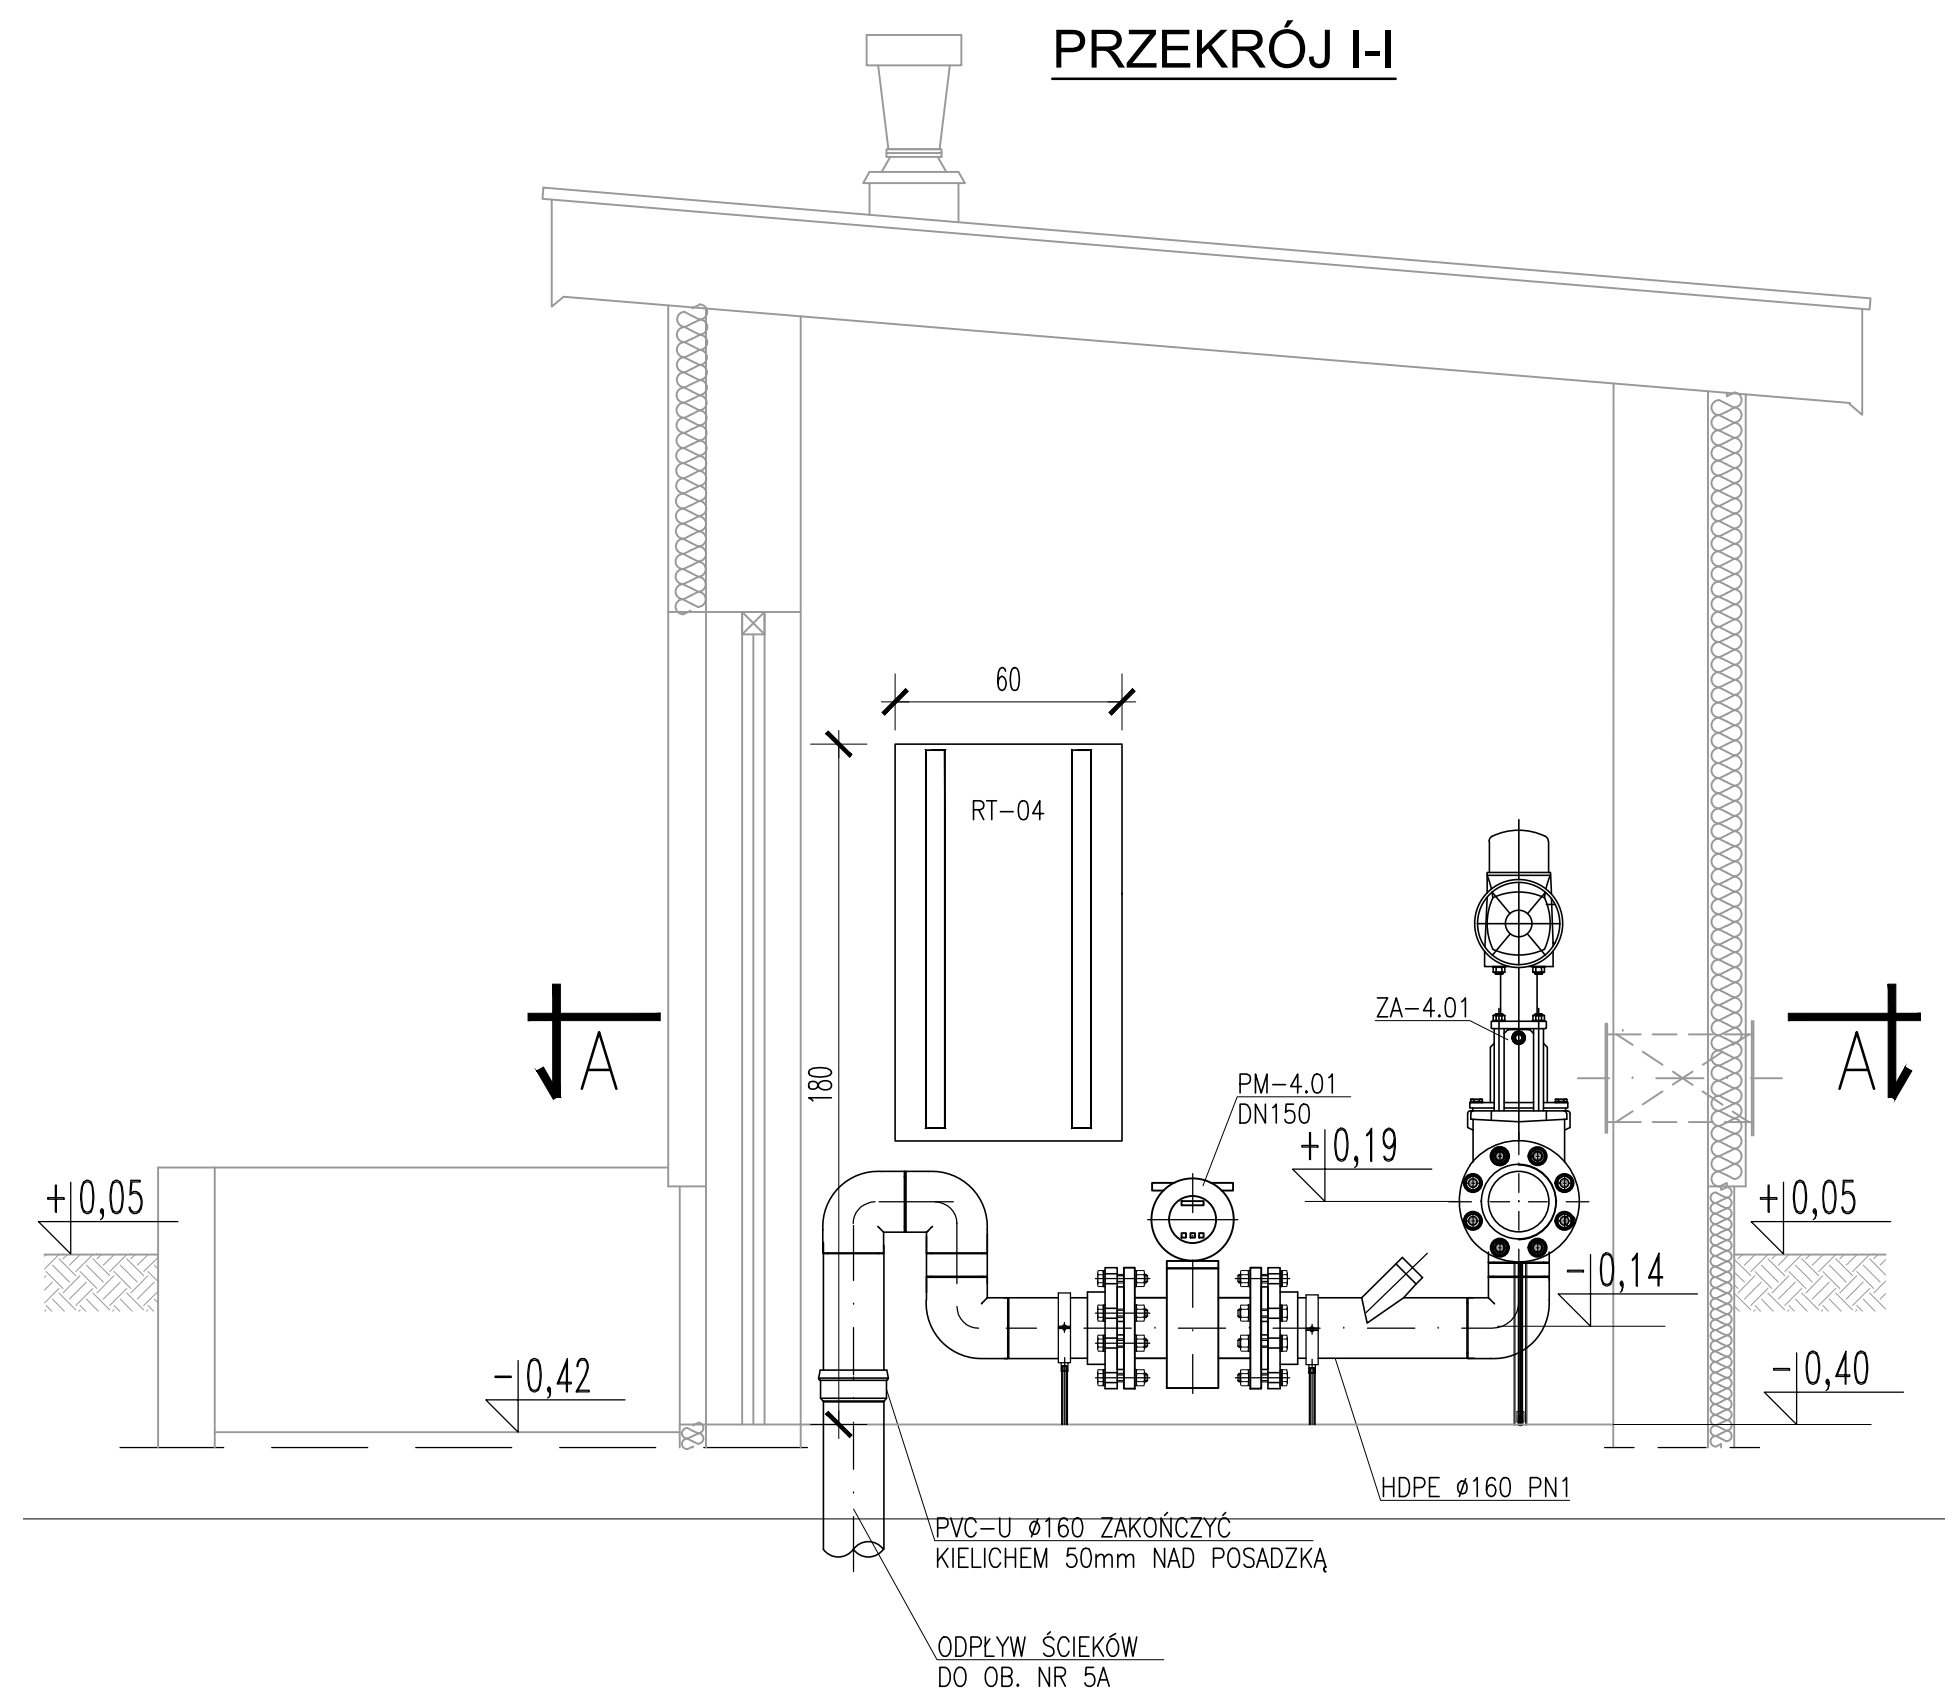 PRZEKRÓJ I-I
60
RT-04
180
ZA-4.01
A
A
PM-4.01
DN150
+0,19
+0,05
+0,05
-0,14
-0,42
-0,40
HDPE ø160 PN1
PVC-U ø160 ZAKOŃCZYĆ
KIELICHEM 50mm NAD POSADZKĄ
ODPŁYW ŚCIEKÓW
DO OB. NR 5A